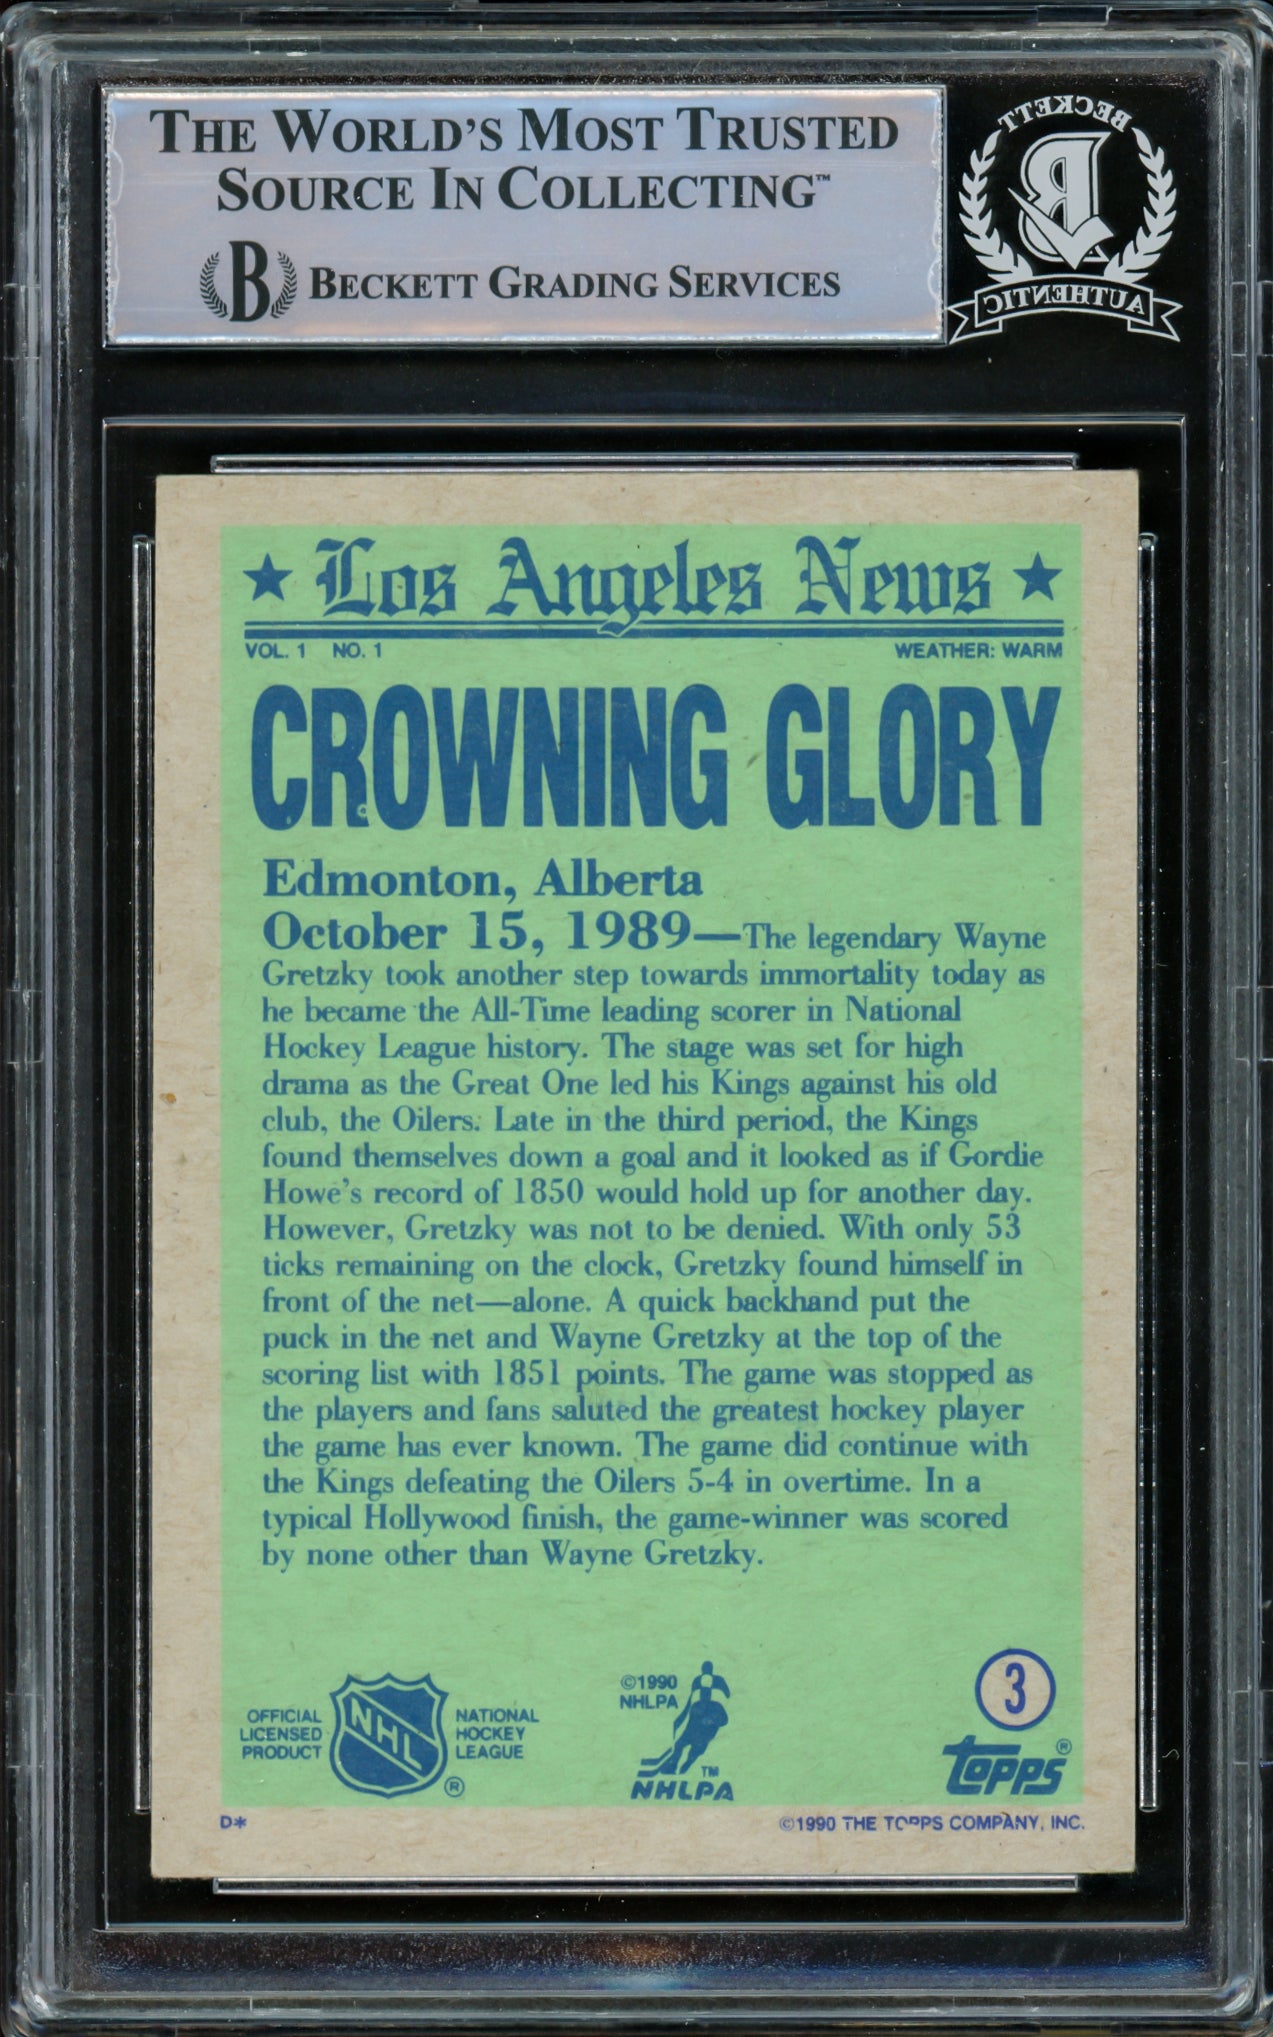 THE WORLD'S MOST TRUSTED
SOURCE IN COLLECTING™
B BECKETT GRADING SERVICES
BECKETT
B
AUTHENTIC
Los Angeles News
VOL. 1 NO. 1 WEATHER: WARM
CROWNING GLORY
Edmonton, Alberta
October 15, 1989—The legendary Wayne
Gretzky took another step towards immortality today as
he became the All-Time leading scorer in National
Hockey League history. The stage was set for high
drama as the Great One led his Kings against his old
club, the Oilers. Late in the third period, the Kings
found themselves down a goal and it looked as if Gordie
Howe's record of 1850 would hold up for another day.
However, Gretzky was not to be denied. With only 53
ticks remaining on the clock, Gretzky found himself in
front of the net—alone. A quick backhand put the
puck in the net and Wayne Gretzky at the top of the
scoring list with 1851 points. The game was stopped as
the players and fans saluted the greatest hockey player
the game has ever known. The game did continue with
the Kings defeating the Oilers 5-4 in overtime. In a
typical Hollywood finish, the game-winner was scored
by none other than Wayne Gretzky.
OFFICIAL
LICENSED
PRODUCT
NHL
®
NATIONAL
HOCKEY
LEAGUE
©1990
NHLPA
TM
NHLPA
3
TOPPS®
D*
©1990 THE TOPPS COMPANY, INC.